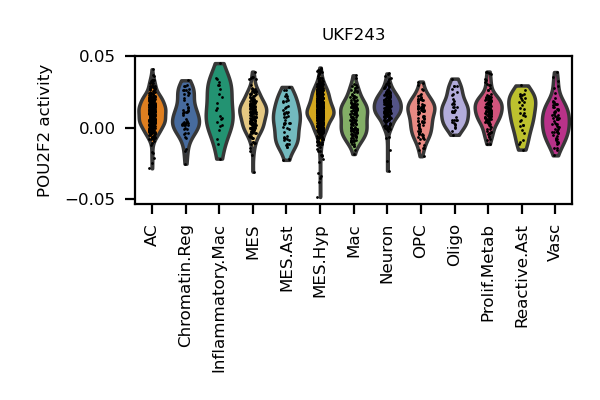 UKF243
POU2F2 activity
0.05
0.00
−0.05
AC
Chromatin.Reg
Inflammatory.Mac
MES
MES.Ast
MES.Hyp
Mac
Neuron
OPC
Oligo
Prolif.Metab
Reactive.Ast
Vasc